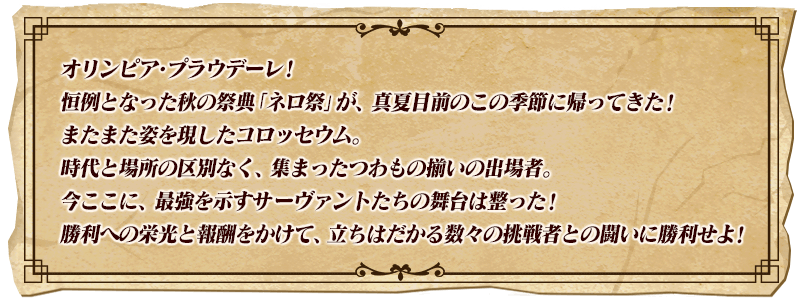 オリンピア・プラウデーレ！
恒例となった秋の祭典「ネロ祭」が、真夏目前のこの季節に帰ってきた！
またまた姿を現したコロッセウム。
時代と場所の区別なく、集まったつわもの揃いの出場者。
今ここに、最強を示すサーヴァントたちの舞台は整った！
勝利への栄光と報酬をかけて、立ちはだかる数々の挑戦者との闘いに勝利せよ！